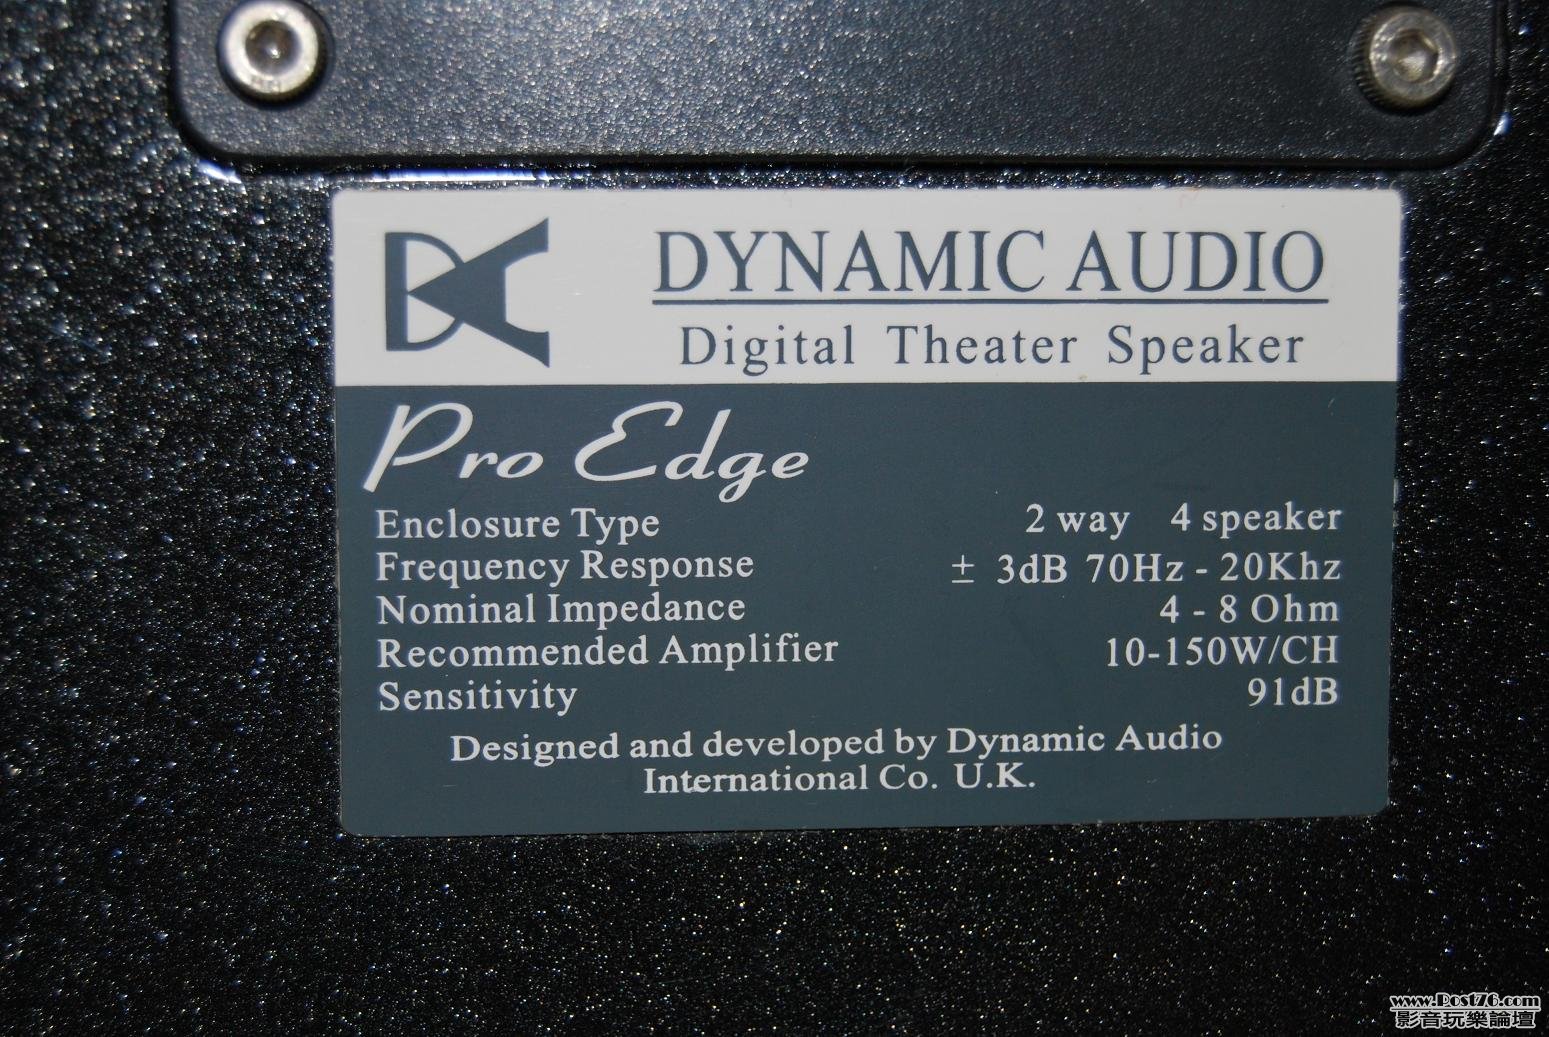 DYNAMIC AUDIO
Digital Theater Speaker
Pro Edge
Enclosure Type 2 way 4 speaker
Frequency Response ± 3dB 70Hz - 20Khz
Nominal Impedance 4 - 8 Ohm
Recommended Amplifier 10-150W/CH
Sensitivity 91dB
Designed and developed by Dynamic Audio
International Co. U.K.
www.Post76.com
影音玩樂論壇